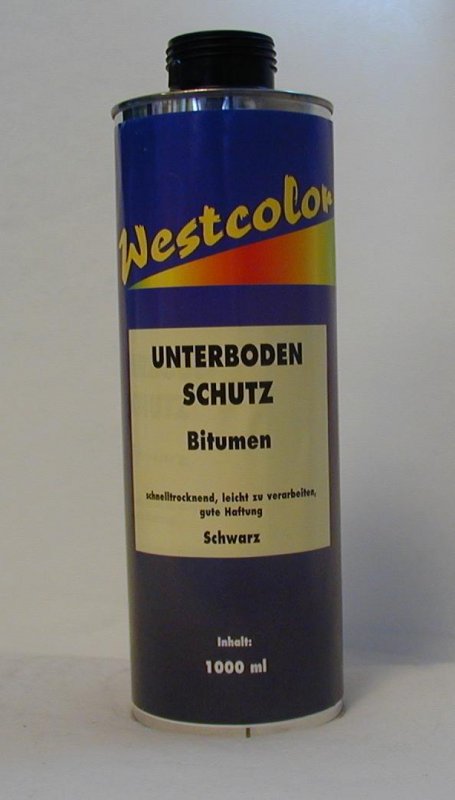 Westcolor
UNTERBODEN
SCHUTZ
Bitumen
schnelltrocknend, leicht zu verarbeiten,
gute Haftung
Schwarz
Inhalt:
1000 ml